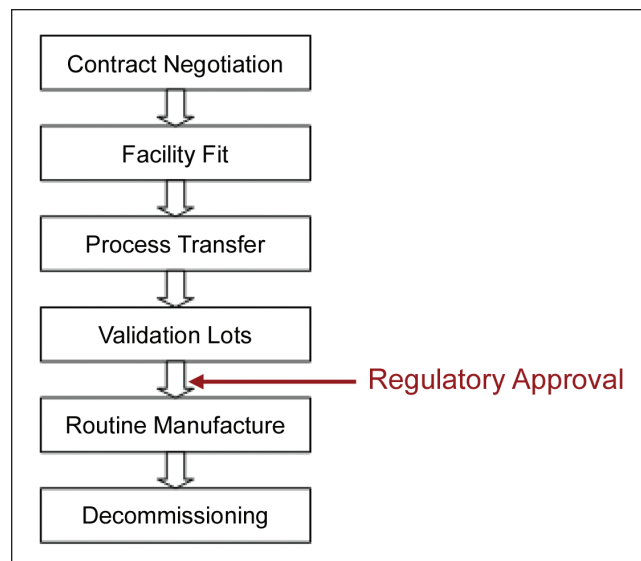 Contract Negotiation
Facility Fit
Process Transfer
Validation Lots
Regulatory Approval
Routine Manufacture
Decommissioning